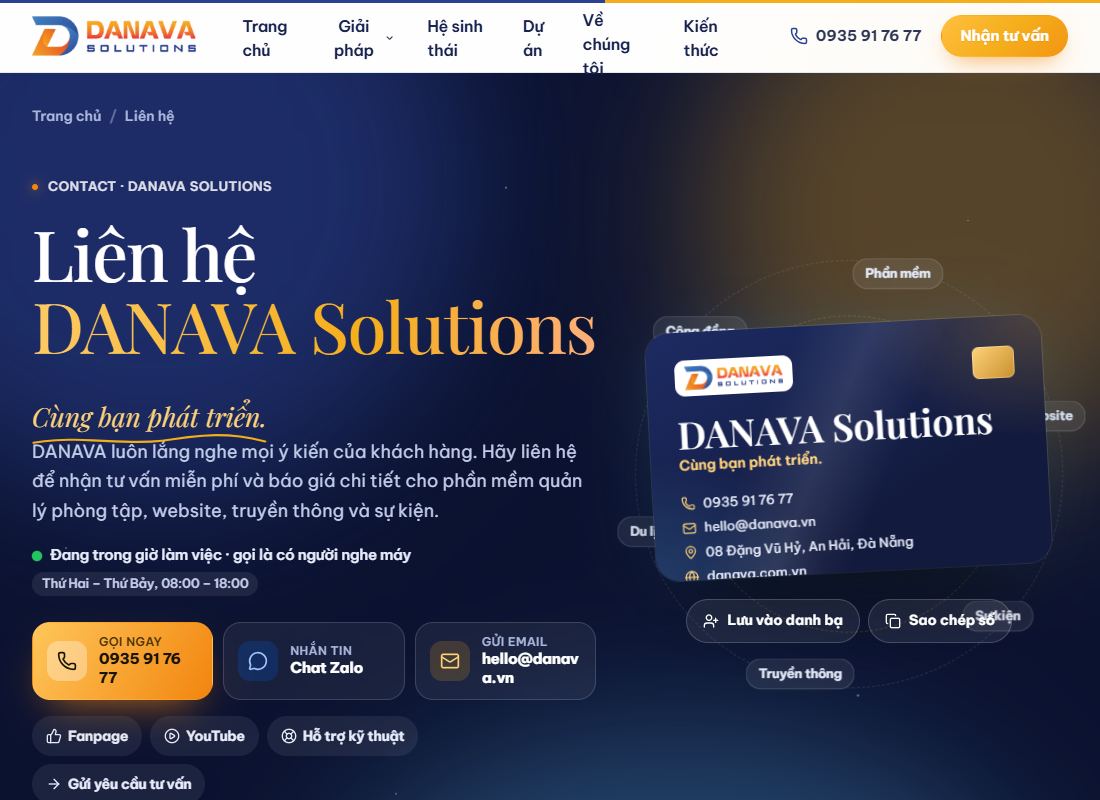 DANAVA
SOLUTIONS
Trang chủ
Giải pháp
Hệ sinh thái
Dự án
Về chúng tôi
Kiến thức
0935 91 76 77
Nhận tư vấn
Trang chủ / Liên hệ
CONTACT · DANAVA SOLUTIONS
Liên hệ
DANAVA Solutions
Cùng bạn phát triển.
DANAVA luôn lắng nghe mọi ý kiến của khách hàng. Hãy liên hệ
để nhận tư vấn miễn phí và báo giá chi tiết cho phần mềm quản
lý phòng tập, website, truyền thông và sự kiện.
Đang trong giờ làm việc · gọi là có người nghe máy
Thứ Hai – Thứ Bảy, 08:00 – 18:00
GỌI NGAY
0935 91 76
77
NHẮN TIN
Chat Zalo
GỬI EMAIL
hello@danav
a.vn
Fanpage
YouTube
Hỗ trợ kỹ thuật
Gửi yêu cầu tư vấn
Phần mềm
Cộng đồng
DANAVA
SOLUTIONS
DANAVA Solutions
Cùng bạn phát triển.
0935 91 76 77
hello@danava.vn
08 Đặng Vũ Hỷ, An Hải, Đà Nẵng
danava.com.vn
Lưu vào danh bạ
Sao chép số
Sự kiện
Truyền thông